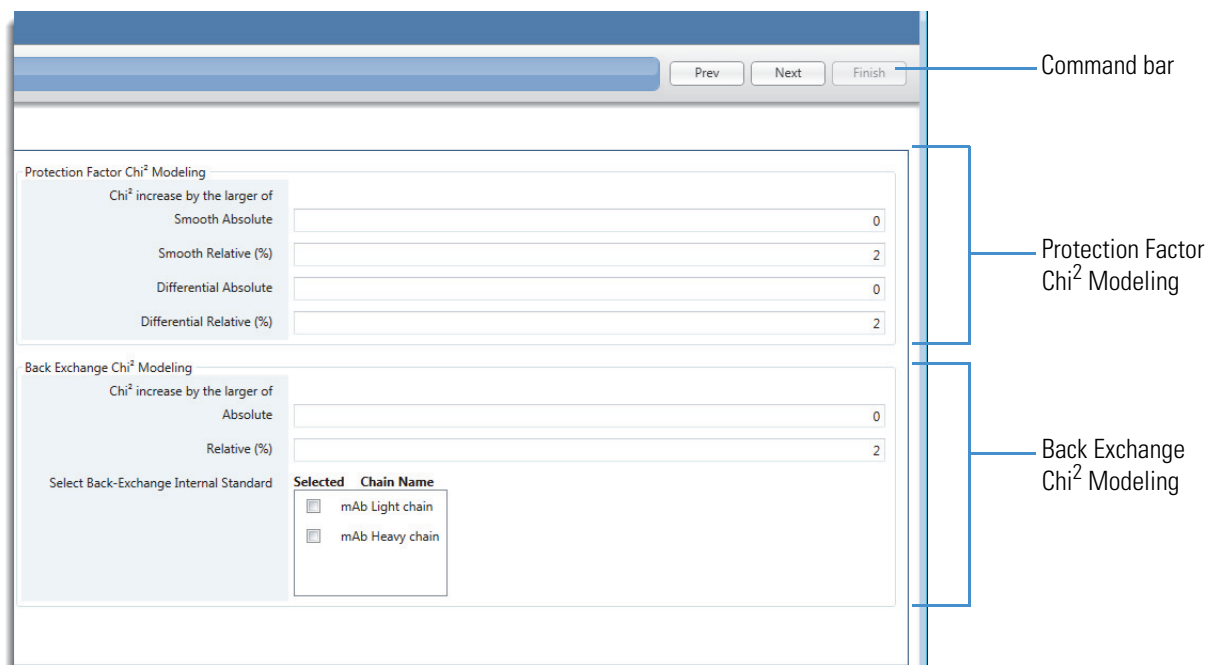 Prev Next Finish
Command bar
Protection Factor Chi² Modeling
Chi² increase by the larger of
Smooth Absolute 0
Smooth Relative (%) 2
Differential Absolute 0
Differential Relative (%) 2
Protection Factor
Chi² Modeling
Back Exchange Chi² Modeling
Chi² increase by the larger of
Absolute 0
Relative (%) 2
Select Back-Exchange Internal Standard Selected Chain Name
mAb Light chain
mAb Heavy chain
Back Exchange
Chi² Modeling